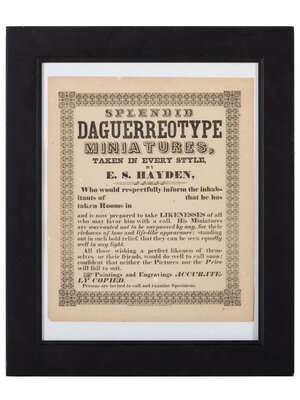 SPLENDID
DAGUERREOTYPE
MINIATURES,
TAKEN IN EVERY STYLE,
BY
E. S. HAYDEN,
Who would respectfully inform the inhab-
itants of that he has
taken Rooms in
and is now prepared to take LIKENESSES of all
who may favor him with a call. His Miniatures
are warranted not to be surpassed by any, for their
richness of tone and life-like appearance; standing
out in such bold relief, that they can be seen equally
well in any light.
All those wishing a perfect likeness of them-
selves, or their friends, would do well to call soon;
confident that neither the Pictures nor the Price
will fail to suit.
Paintings and Engravings ACCURATE-
LY COPIED.
Persons are invited to call and examine Specimens.